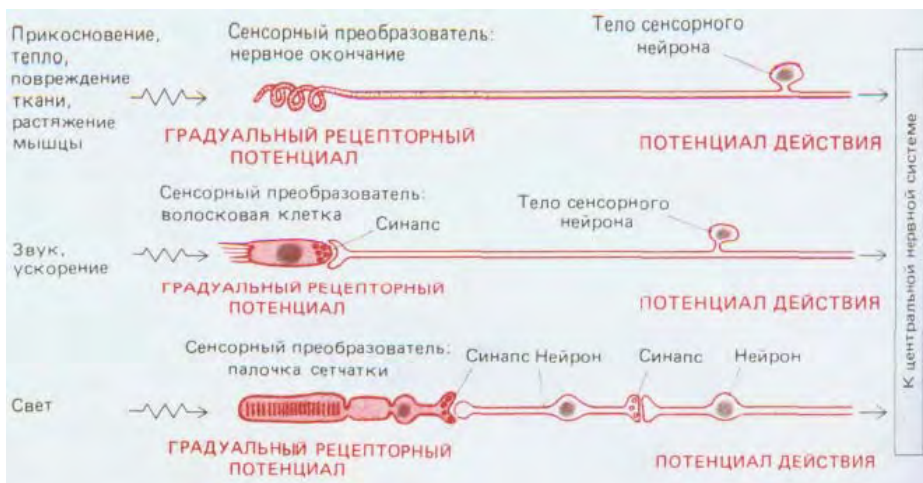 Прикосновение,
тепло,
повреждение
ткани,
растяжение
мышцы
Сенсорный преобразователь:
нервное окончание
Тело сенсорного
нейрона
ГРАДУАЛЬНЫЙ РЕЦЕПТОРНЫЙ
ПОТЕНЦИАЛ
ПОТЕНЦИАЛ ДЕЙСТВИЯ
Звук,
ускорение
Сенсорный преобразователь:
волосковая клетка
Синапс
Тело сенсорного
нейрона
ГРАДУАЛЬНЫЙ РЕЦЕПТОРНЫЙ
ПОТЕНЦИАЛ
ПОТЕНЦИАЛ ДЕЙСТВИЯ
Свет
Сенсорный преобразователь:
палочка сетчатки
Синапс Нейрон
Синапс
Нейрон
ГРАДУАЛЬНЫЙ РЕЦЕПТОРНЫЙ
ПОТЕНЦИАЛ
ПОТЕНЦИАЛ ДЕЙСТВИЯ
К центральной нервной системе